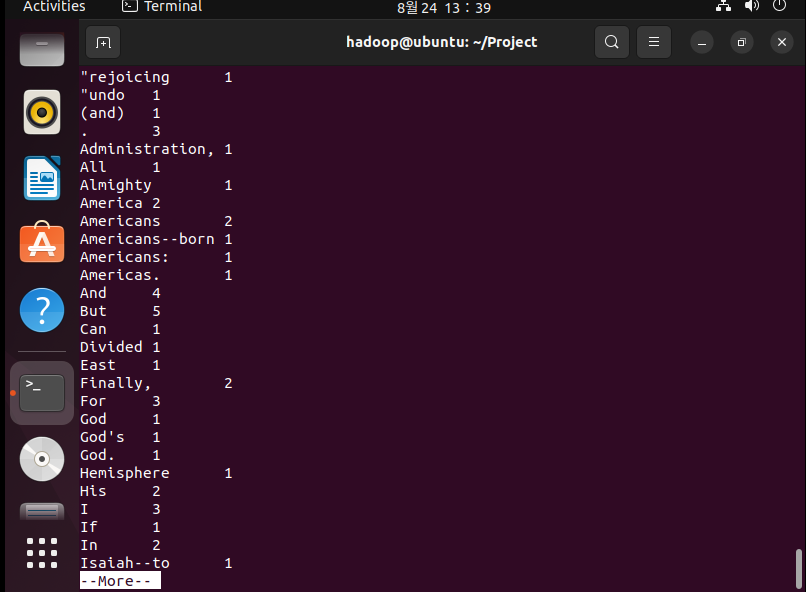 Activities Terminal 8월 24 13 : 39
hadoop@ubuntu: ~/Project
"rejoicing 1
"undo 1
(and) 1
. 3
Administration, 1
All 1
Almighty 1
America 2
Americans 2
Americans--born 1
Americans: 1
Americas. 1
And 4
But 5
Can 1
Divided 1
East 1
Finally, 2
For 3
God 1
God's 1
God. 1
Hemisphere 1
His 2
I 3
If 1
In 2
Isaiah--to 1
--More--